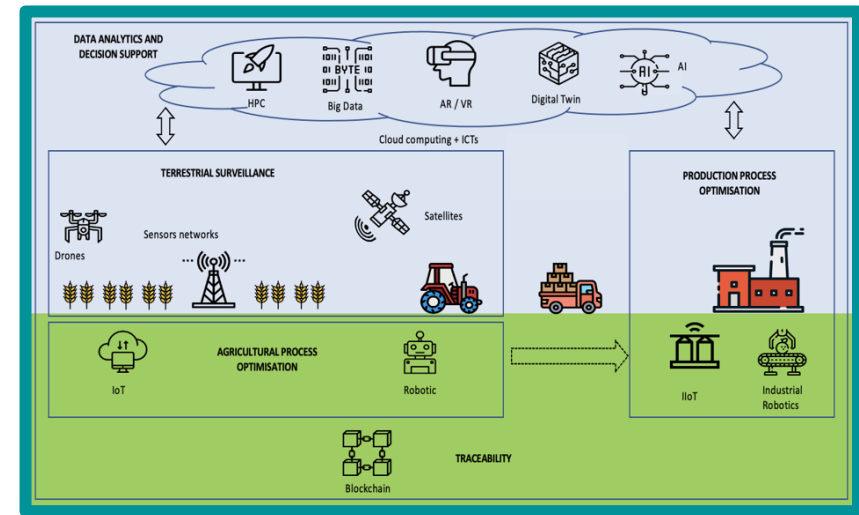 DATA ANALYTICS AND
DECISION SUPPORT
HPC
BYTE
Big Data
AR / VR
Digital Twin
AI
AI
Cloud computing + ICTs
TERRESTRIAL SURVEILLANCE
Drones
Sensors networks
Satellites
PRODUCTION PROCESS
OPTIMISATION
IoT
AGRICULTURAL PROCESS
OPTIMISATION
Robotic
IIoT
Industrial
Robotics
Blockchain
TRACEABILITY